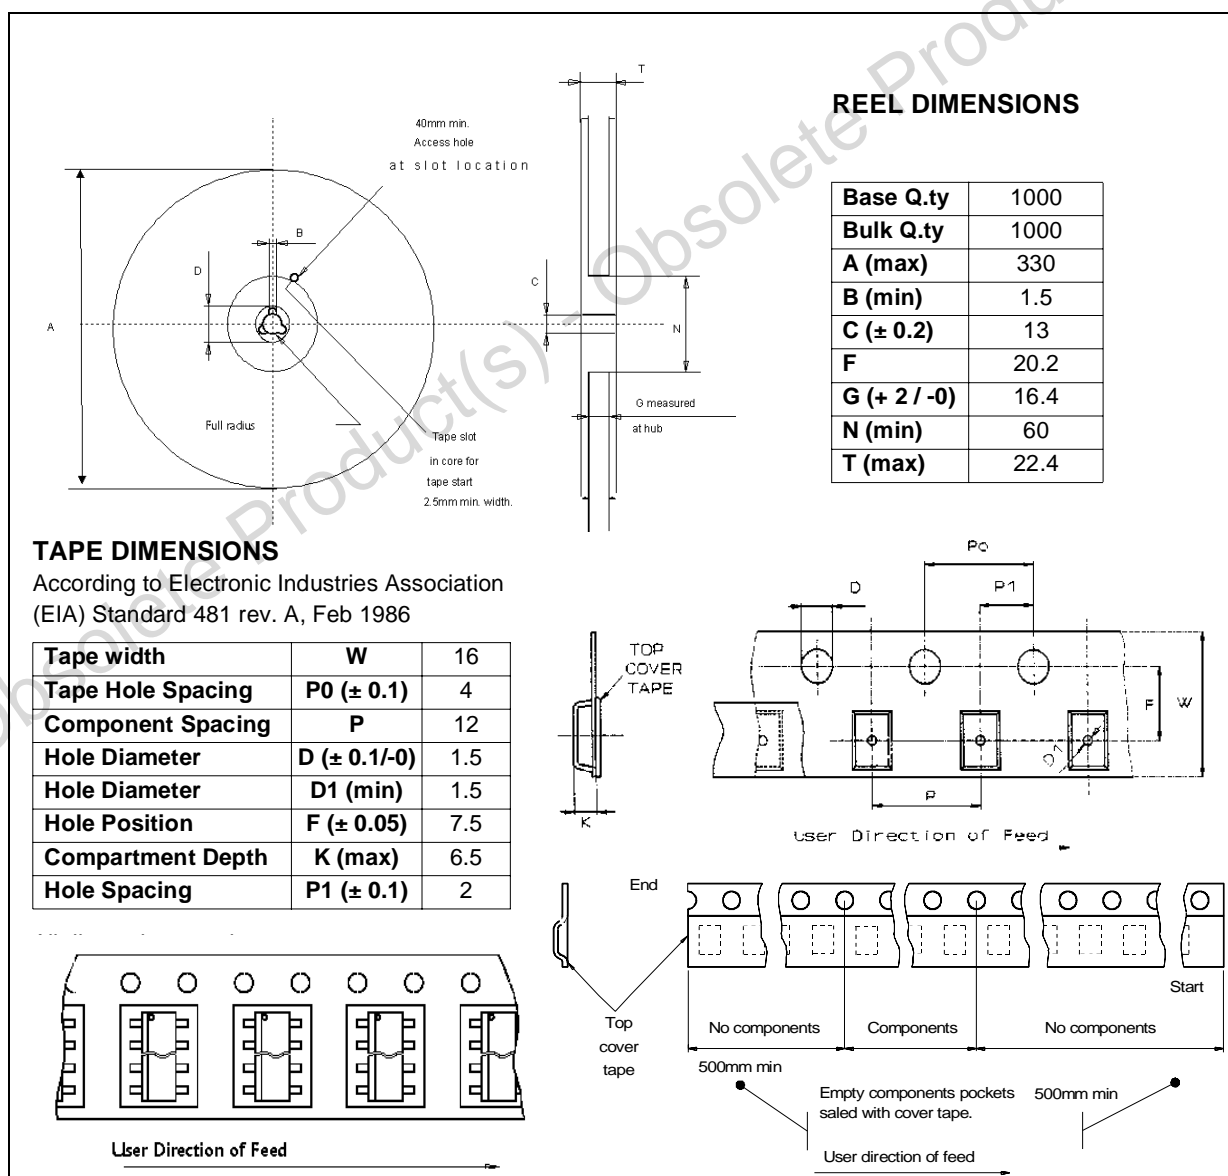 Obsolete Product(s) - Obsolete Produ
T
REEL DIMENSIONS
40mm min.
Access hole
at slot location
B
D
C
A
N
Full radius
G measured
at hub
Tape slot
in core for
tape start
2.5mm min. width.
Base Q.ty 1000
Bulk Q.ty 1000
A (max) 330
B (min) 1.5
C (± 0.2) 13
F 20.2
G (+ 2 / -0) 16.4
N (min) 60
T (max) 22.4
TAPE DIMENSIONS
According to Electronic Industries Association
(EIA) Standard 481 rev. A, Feb 1986
Tape width W 16
Tape Hole Spacing P0 (± 0.1) 4
Component Spacing P 12
Hole Diameter D (± 0.1/-0) 1.5
Hole Diameter D1 (min) 1.5
Hole Position F (± 0.05) 7.5
Compartment Depth K (max) 6.5
Hole Spacing P1 (± 0.1) 2
Po
D
P1
TOP
COVER
TAPE
F
W
D1
P
K
User Direction of Feed
End
Start
Top
cover
tape
No components
Components
No components
500mm min
Empty components pockets
saled with cover tape.
500mm min
User direction of feed
User Direction of Feed